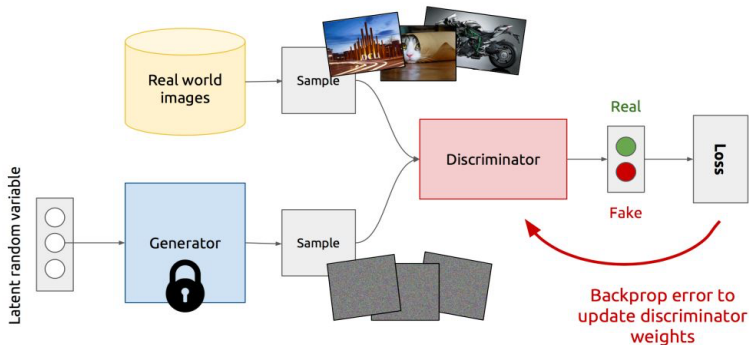 Real world
images
Sample
Real
Discriminator
Loss
Fake
Latent random variable
Generator
Sample
Backprop error to
update discriminator
weights